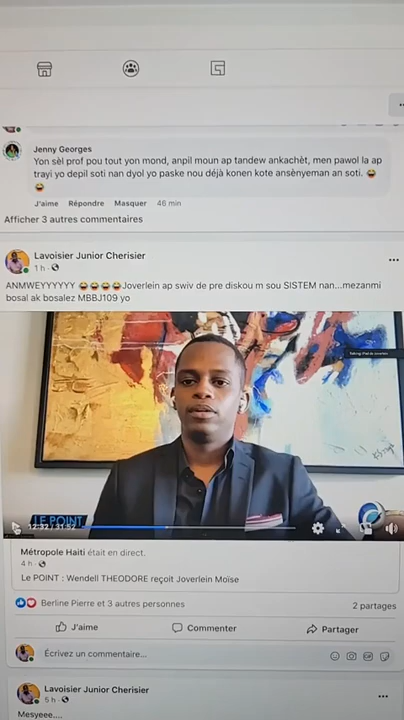 Jenny Georges
Yon sèl prof pou tout yon mond, anpil moun ap tandew ankachèt, men pawol la ap
trayi yo depil soti nan dyol yo paske nou déjà konen kote ansènyeman an soti.
J'aime Répondre Masquer 46 min
Afficher 3 autres commentaires
Lavoisier Junior Cherisier
1 h
ANMWEYYYYYY Joverlein ap swiv de pre diskou m sou SISTEM nan...mezanmi
bosal ak bosalez MBBJ109 yo
LE POINT
Métropole Haiti était en direct.
4 h
Le POINT : Wendell THEODORE reçoit Joverlein Moïse
Berline Pierre et 3 autres personnes
2 partages
J'aime Commenter Partager
Écrivez un commentaire...
GIF
Lavoisier Junior Cherisier
5 h
Mesyeee....